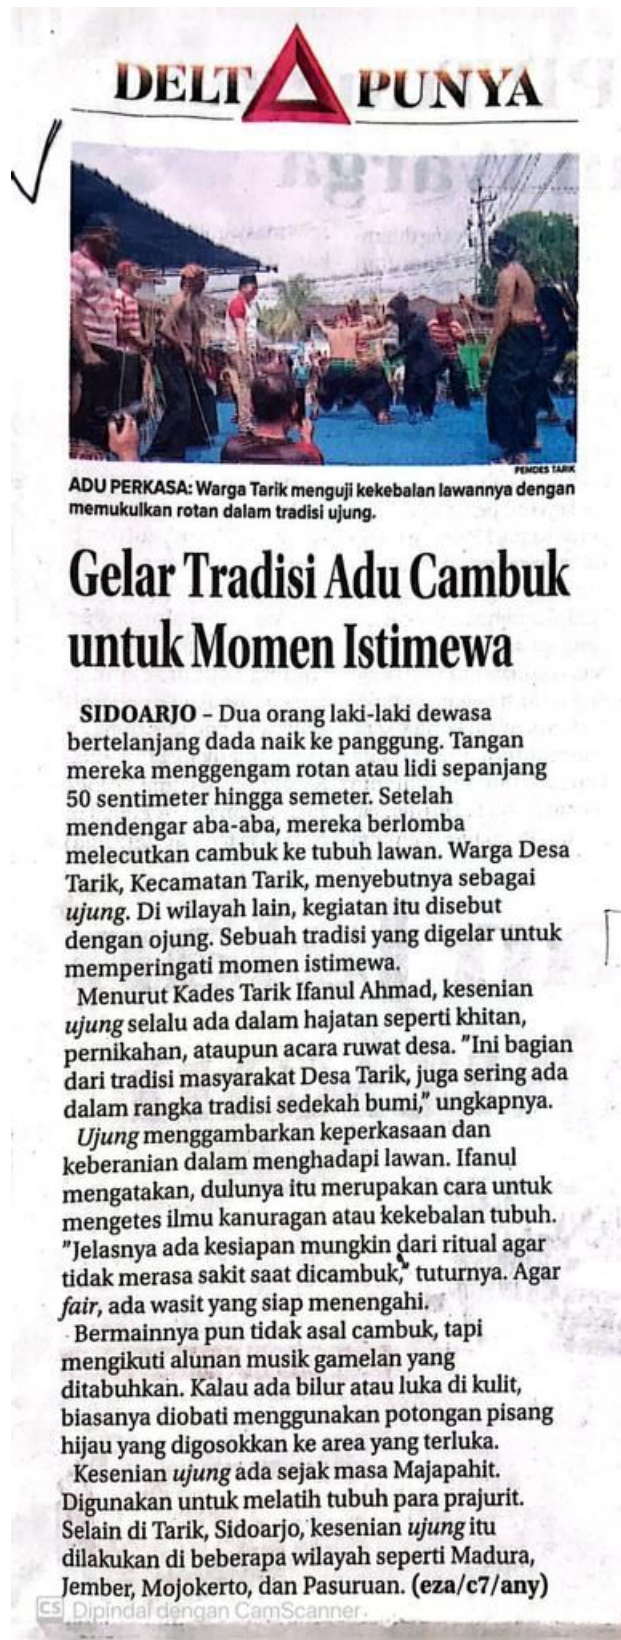 DELTA PUNYA
PEMDES TARIK
ADU PERKASA: Warga Tarik menguji kekebalan lawannya dengan
memukulkan rotan dalam tradisi ujung.
Gelar Tradisi Adu Cambuk
untuk Momen Istimewa
SIDOARJO – Dua orang laki-laki dewasa
bertelanjang dada naik ke panggung. Tangan
mereka menggengam rotan atau lidi sepanjang
50 sentimeter hingga semeter. Setelah
mendengar aba-aba, mereka berlomba
melecutkan cambuk ke tubuh lawan. Warga Desa
Tarik, Kecamatan Tarik, menyebutnya sebagai
ujung. Di wilayah lain, kegiatan itu disebut
dengan ojung. Sebuah tradisi yang digelar untuk
memperingati momen istimewa.
Menurut Kades Tarik Ifanul Ahmad, kesenian
ujung selalu ada dalam hajatan seperti khitan,
pernikahan, ataupun acara ruwat desa. "Ini bagian
dari tradisi masyarakat Desa Tarik, juga sering ada
dalam rangka tradisi sedekah bumi," ungkapnya.
Ujung menggambarkan keperkasaan dan
keberanian dalam menghadapi lawan. Ifanul
mengatakan, dulunya itu merupakan cara untuk
mengetes ilmu kanuragan atau kekebalan tubuh.
"Jelasnya ada kesiapan mungkin dari ritual agar
tidak merasa sakit saat dicambuk," tuturnya. Agar
fair, ada wasit yang siap menengahi.
Bermainnya pun tidak asal cambuk, tapi
mengikuti alunan musik gamelan yang
ditabuhkan. Kalau ada bilur atau luka di kulit,
biasanya diobati menggunakan potongan pisang
hijau yang digosokkan ke area yang terluka.
Kesenian ujung ada sejak masa Majapahit.
Digunakan untuk melatih tubuh para prajurit.
Selain di Tarik, Sidoarjo, kesenian ujung itu
dilakukan di beberapa wilayah seperti Madura,
Jember, Mojokerto, dan Pasuruan. (eza/c7/any)
CS Dipindai dengan CamScanner